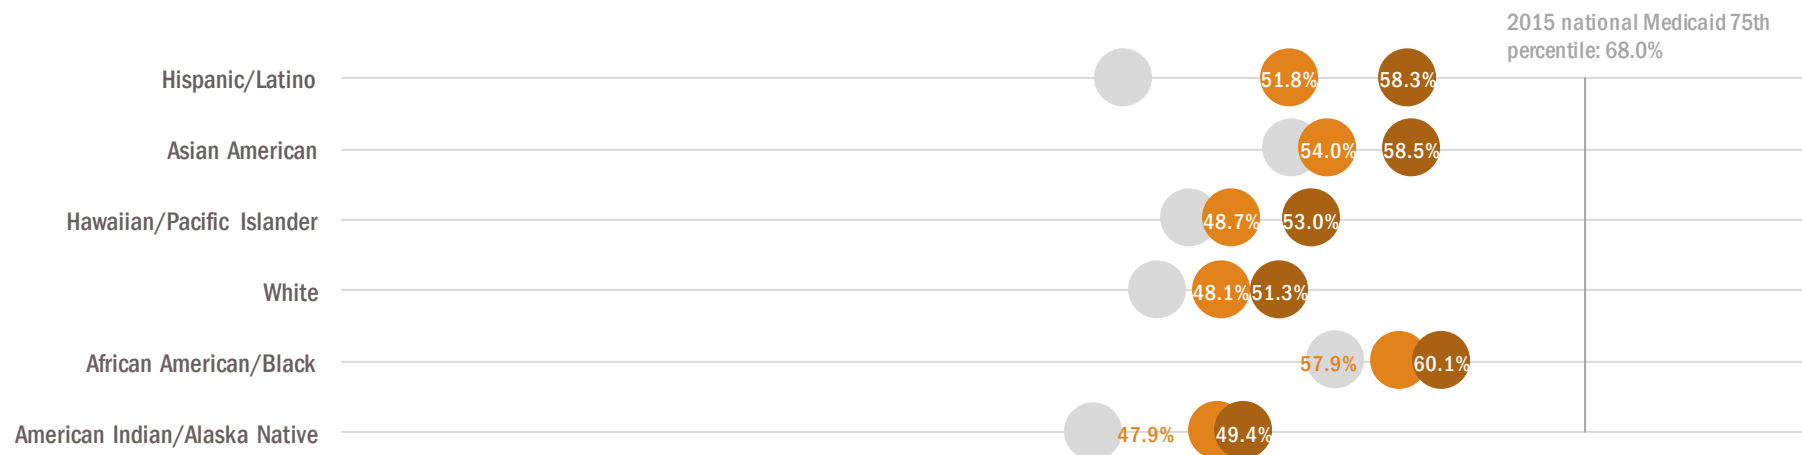 2015 national Medicaid 75th
percentile: 68.0%
Hispanic/Latino 51.8% 58.3%
Asian American 54.0% 58.5%
Hawaiian/Pacific Islander 48.7% 53.0%
White 48.1% 51.3%
African American/Black 57.9% 60.1%
American Indian/Alaska Native 47.9% 49.4%